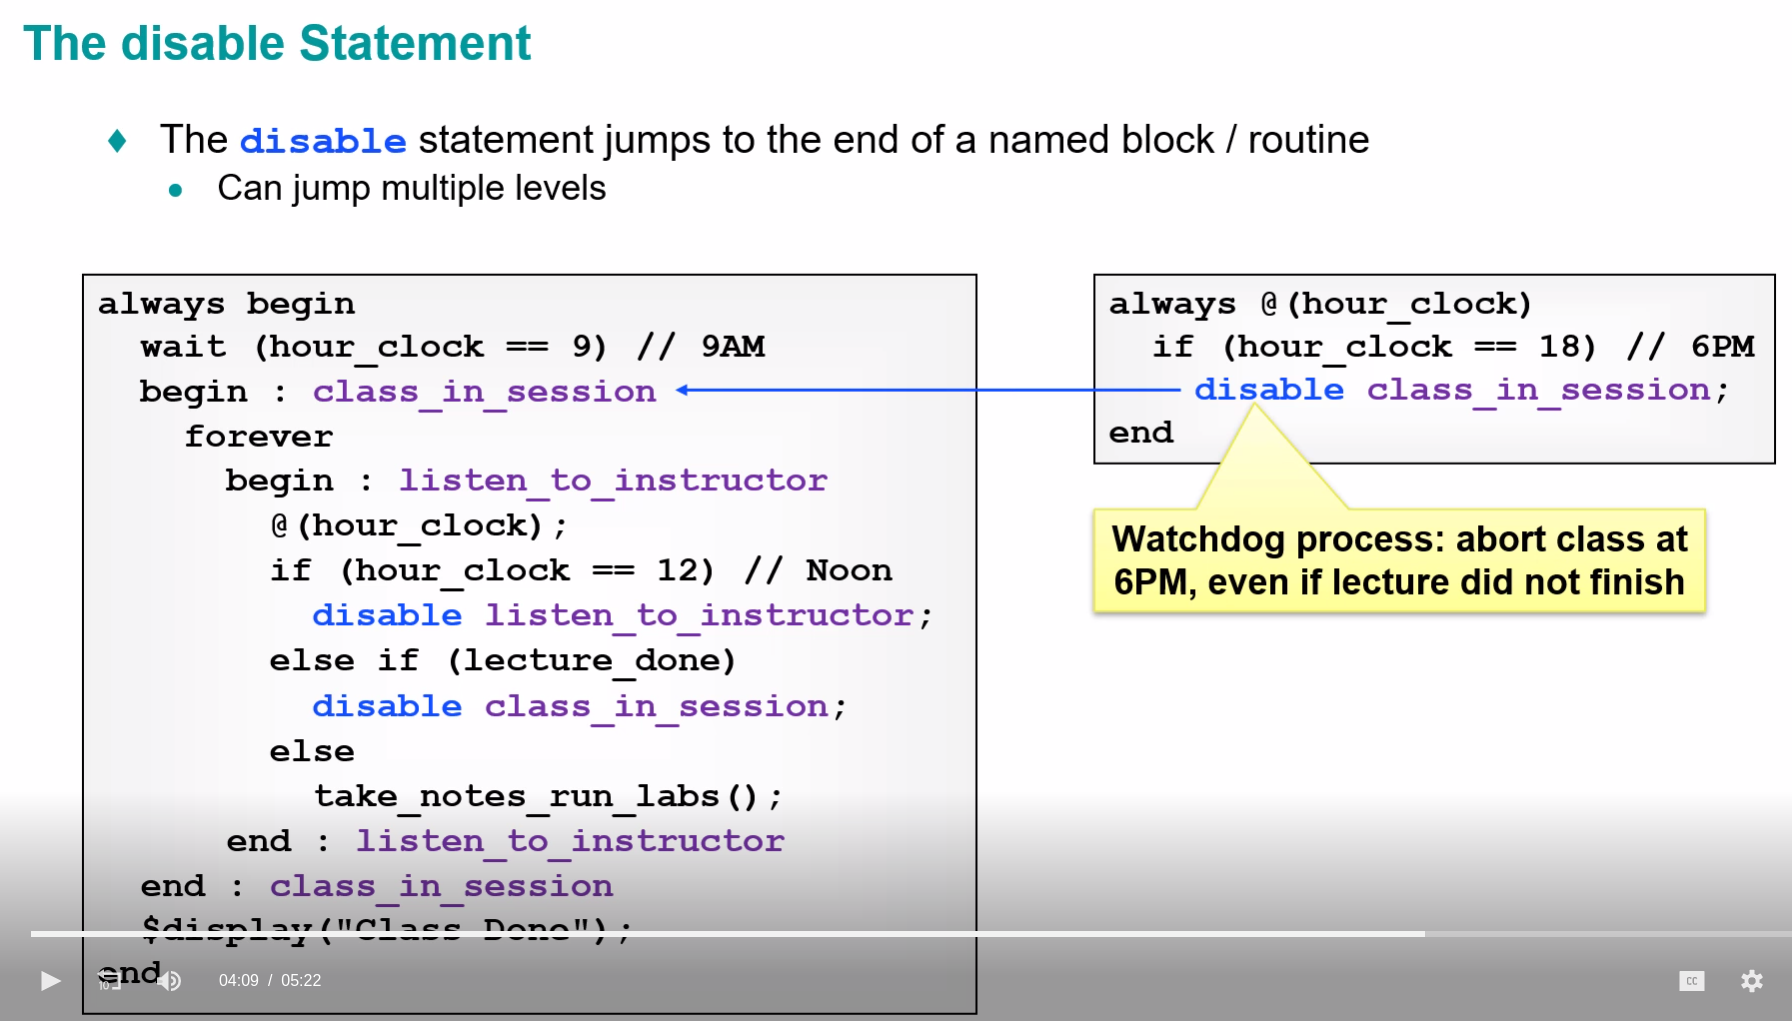 The disable Statement
The disable statement jumps to the end of a named block / routine
Can jump multiple levels
always begin
  wait (hour_clock == 9) // 9AM
  begin : class_in_session
    forever
      begin : listen_to_instructor
        @(hour_clock);
        if (hour_clock == 12) // Noon
          disable listen_to_instructor;
        else if (lecture_done)
          disable class_in_session;
        else
          take_notes_run_labs();
      end : listen_to_instructor
  end : class_in_session
  $display("Class Done");
end
always @(hour_clock)
  if (hour_clock == 18) // 6PM
    disable class_in_session;
end
Watchdog process: abort class at
6PM, even if lecture did not finish
10
04:09 / 05:22
CC